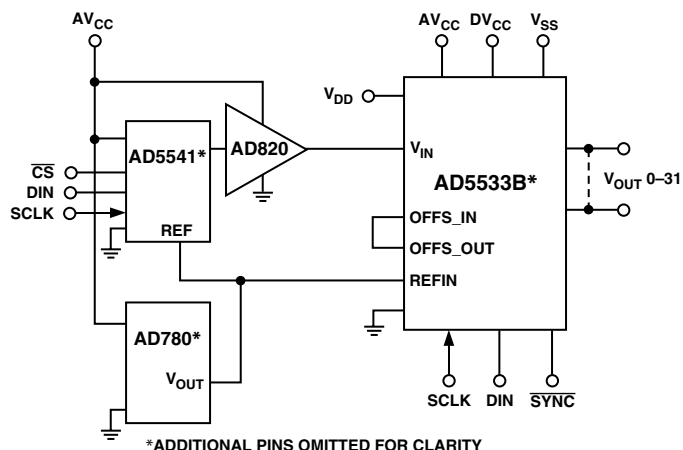 AVCC
AVCC DVCC VSS
VDD
AD5541*
AD820
CS
DIN
SCLK
REF
VIN
AD5533B*
VOUT 0–31
OFFS_IN
OFFS_OUT
REFIN
AD780*
VOUT
SCLK DIN SYNC
*ADDITIONAL PINS OMITTED FOR CLARITY